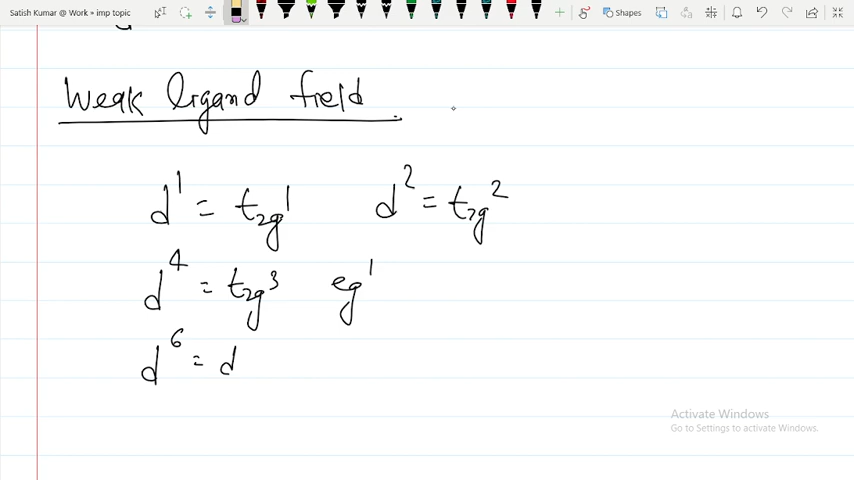 Satish Kumar @ Work » imp topic
Shapes
Weak ligand field
d¹ = t₂g¹ d² = t₂g²
d⁴ = t₂g³ eg¹
d⁶ = d
Activate Windows
Go to Settings to activate Windows.